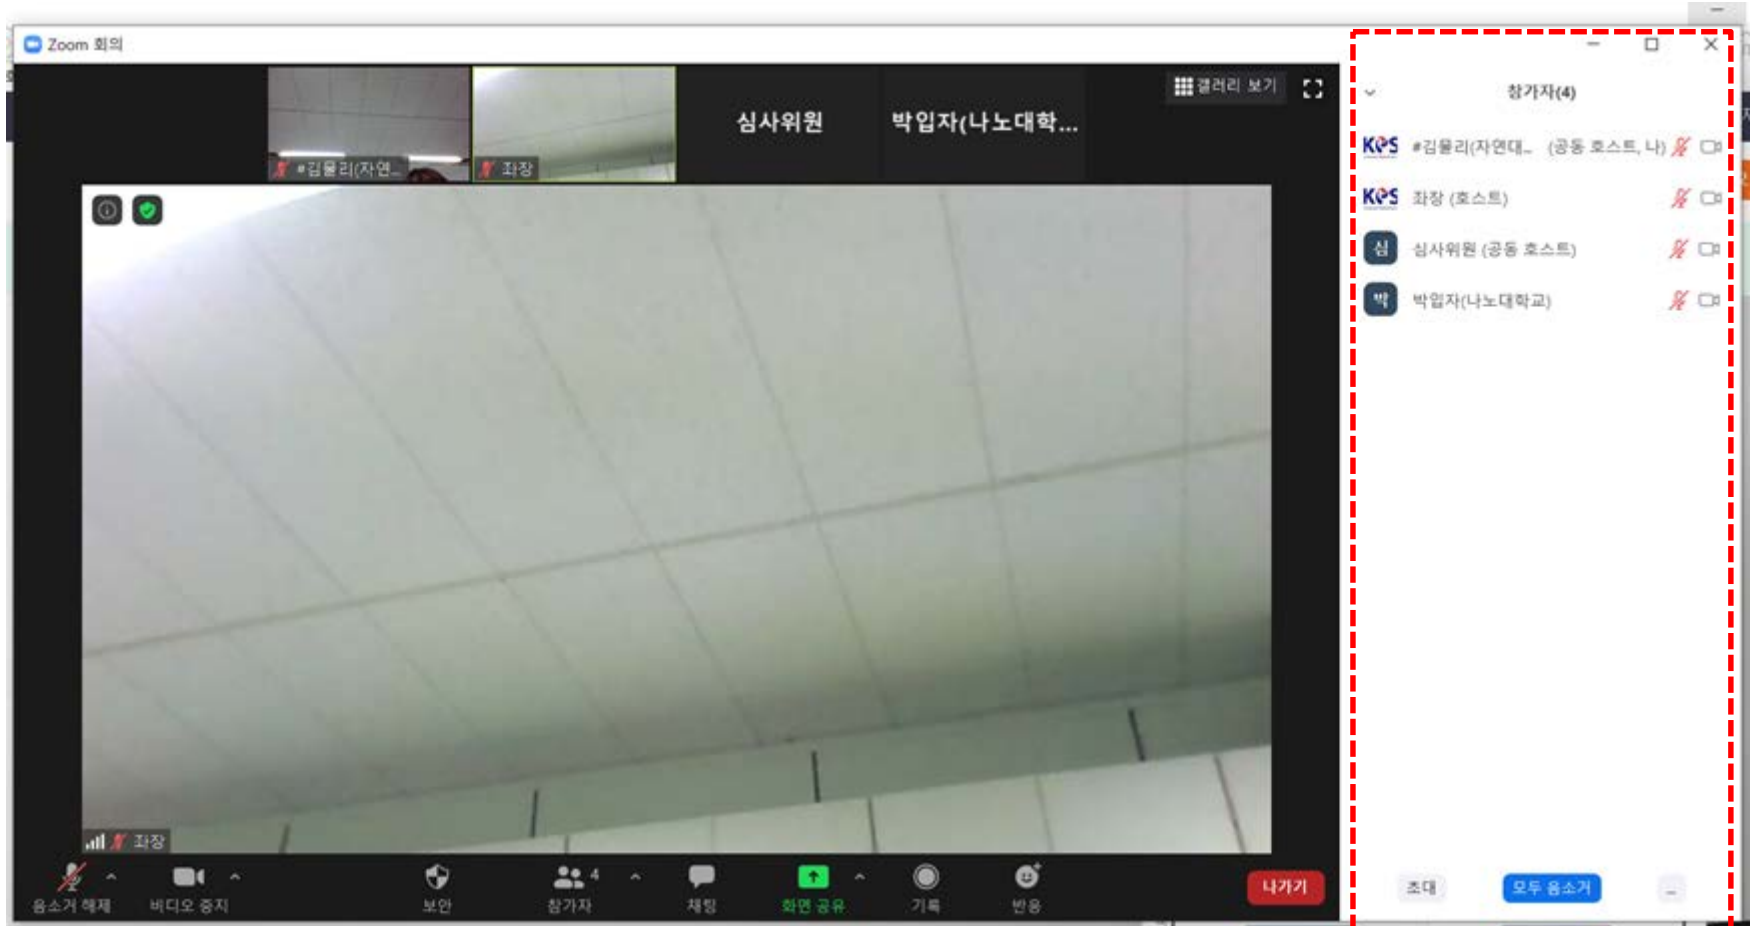 Zoom 회의
#김물리(자연...
좌장
심사위원
박입자(나노대학...
갤러리 보기
좌장
음소거 해제
비디오 중지
보안
4
참가자
채팅
화면 공유
기록
반응
나가기
참가자(4)
KPS #김물리(자연대... (공동 호스트, 나)
KPS 좌장 (호스트)
심 심사위원 (공동 호스트)
박 박입자(나노대학교)
초대
모두 음소거
...